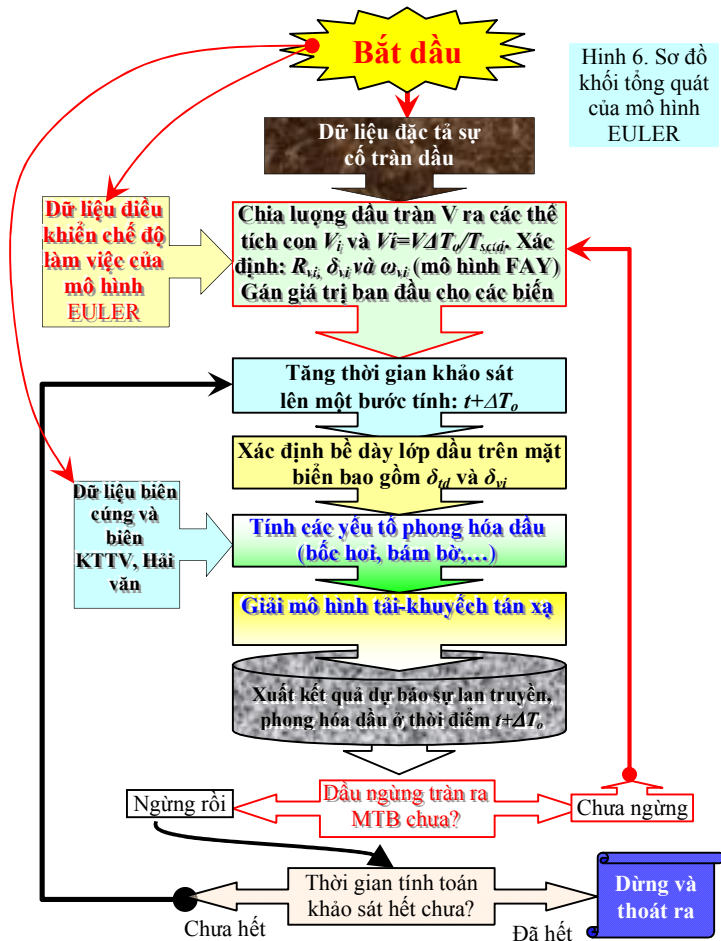 Bắt dầu
Hinh 6. Sơ đồ
khối tổng quát
của mô hình
EULER
Dữ liệu đặc tả sự
cố tràn dầu
Dữ liệu điều
khiển chế độ
làm việc của
mô hình
EULER
Chia lượng dầu tràn V ra các thể
tích con Vi và Vi=VΔTo/Tsctd. Xác
định: Rvi, δvi và ωvi (mô hình FAY)
Gán giá trị ban đầu cho các biến
Tăng thời gian khảo sát
lên một bước tính: t+ΔTo
Xác định bề dày lớp dầu trên mặt
biển bao gồm δtd và δvi
Dữ liệu biên
cứng và
biên
KTTV, Hải
văn
Tính các yếu tố phong hóa dầu
(bốc hơi, bám bờ,…)
Giải mô hình tải-khuyếch tán xạ
Xuất kết quả dự báo sự lan truyền,
phong hóa dầu ở thời điểm t+ΔTo
Ngừng rồi
Dầu ngừng tràn ra
MTB chưa?
Chưa ngừng
Thời gian tính toán
khảo sát hết chưa?
Dừng và
thoát ra
Chưa hết
Đã hết